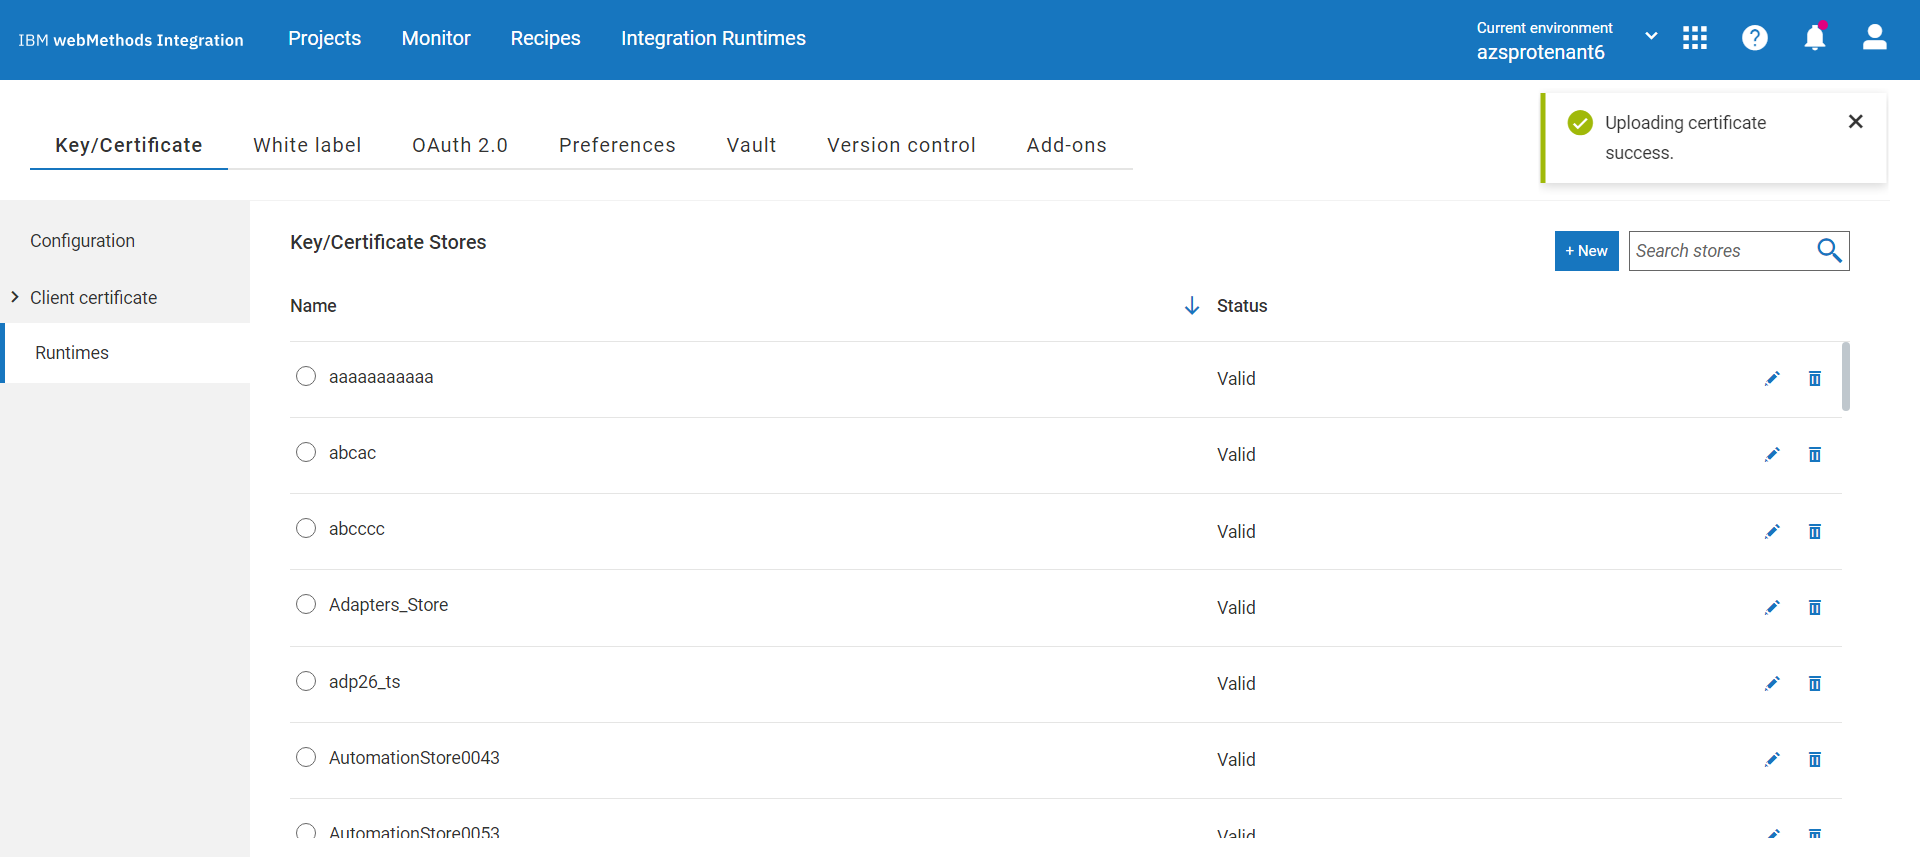 IBM webMethods Integration
Projects
Monitor
Recipes
Integration Runtimes
Current environment
azsprotenant6
Key/Certificate
White label
OAuth 2.0
Preferences
Vault
Version control
Add-ons
Uploading certificate
success.
Configuration
Client certificate
Runtimes
Key/Certificate Stores
+ New
Search stores
Name
Status
aaaaaaaaaaa
Valid
abcac
Valid
abcccc
Valid
Adapters_Store
Valid
adp26_ts
Valid
AutomationStore0043
Valid
AutomationStore0053
Valid